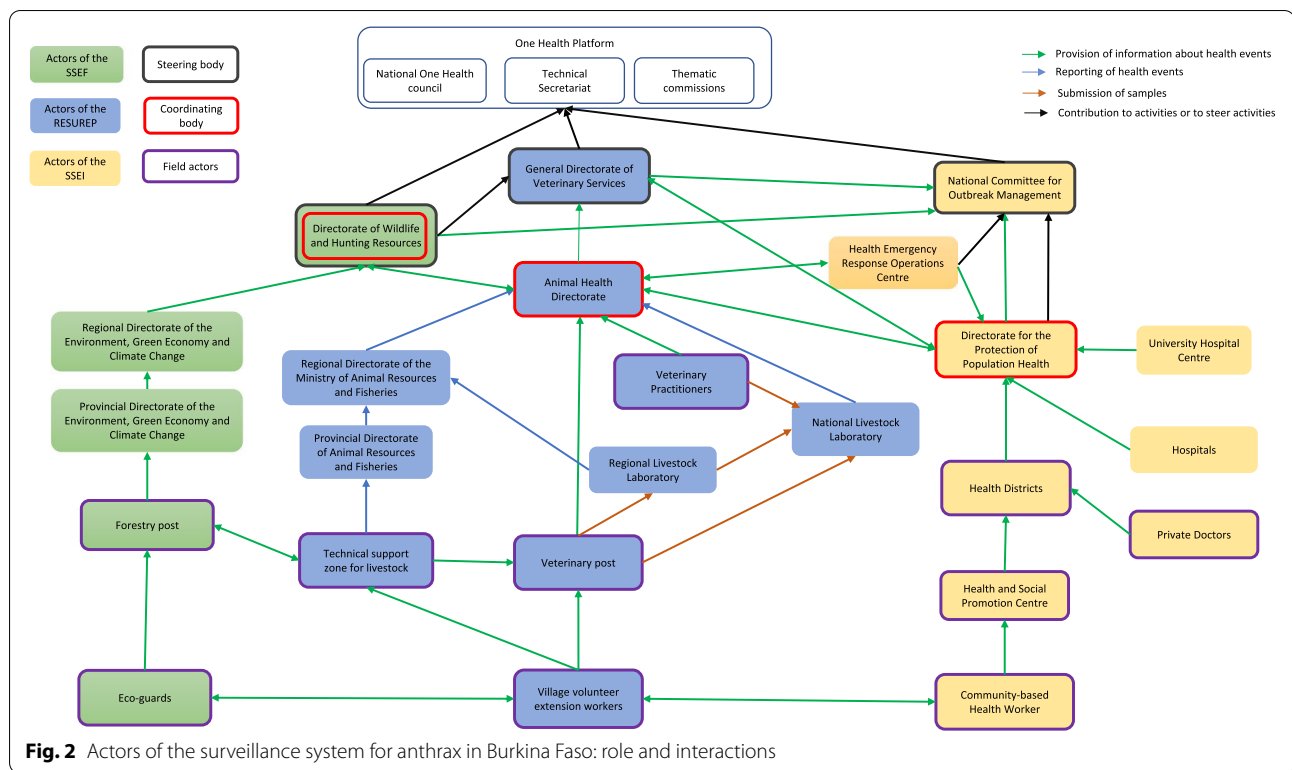 One Health Platform
National One Health
council
Technical
Secretariat
Thematic
commissions
Actors of the
SSEF
Steering body
Actors of the
RESUREP
Coordinating
body
Actors of the
SSEI
Field actors
Provision of information about health events
Reporting of health events
Submission of samples
Contribution to activities or to steer activities
General Directorate of
Veterinary Services
National Committee for
Outbreak Management
Directorate of Wildlife
and Hunting Resources
Health Emergency
Response Operations
Centre
Animal Health
Directorate
Regional Directorate of the
Environment, Green Economy and
Climate Change
Directorate for the
Protection of
Population Health
University Hospital
Centre
Regional Directorate of the
Ministry of Animal Resources
and Fisheries
Veterinary
Practitioners
Provincial Directorate of the
Environment, Green Economy and
Climate Change
National Livestock
Laboratory
Provincial Directorate
of Animal Resources
and Fisheries
Hospitals
Regional Livestock
Laboratory
Health Districts
Forestry post
Private Doctors
Technical support
zone for livestock
Veterinary post
Health and Social
Promotion Centre
Eco-guards
Village volunteer
extension workers
Community-based
Health Worker
Fig. 2 Actors of the surveillance system for anthrax in Burkina Faso: role and interactions